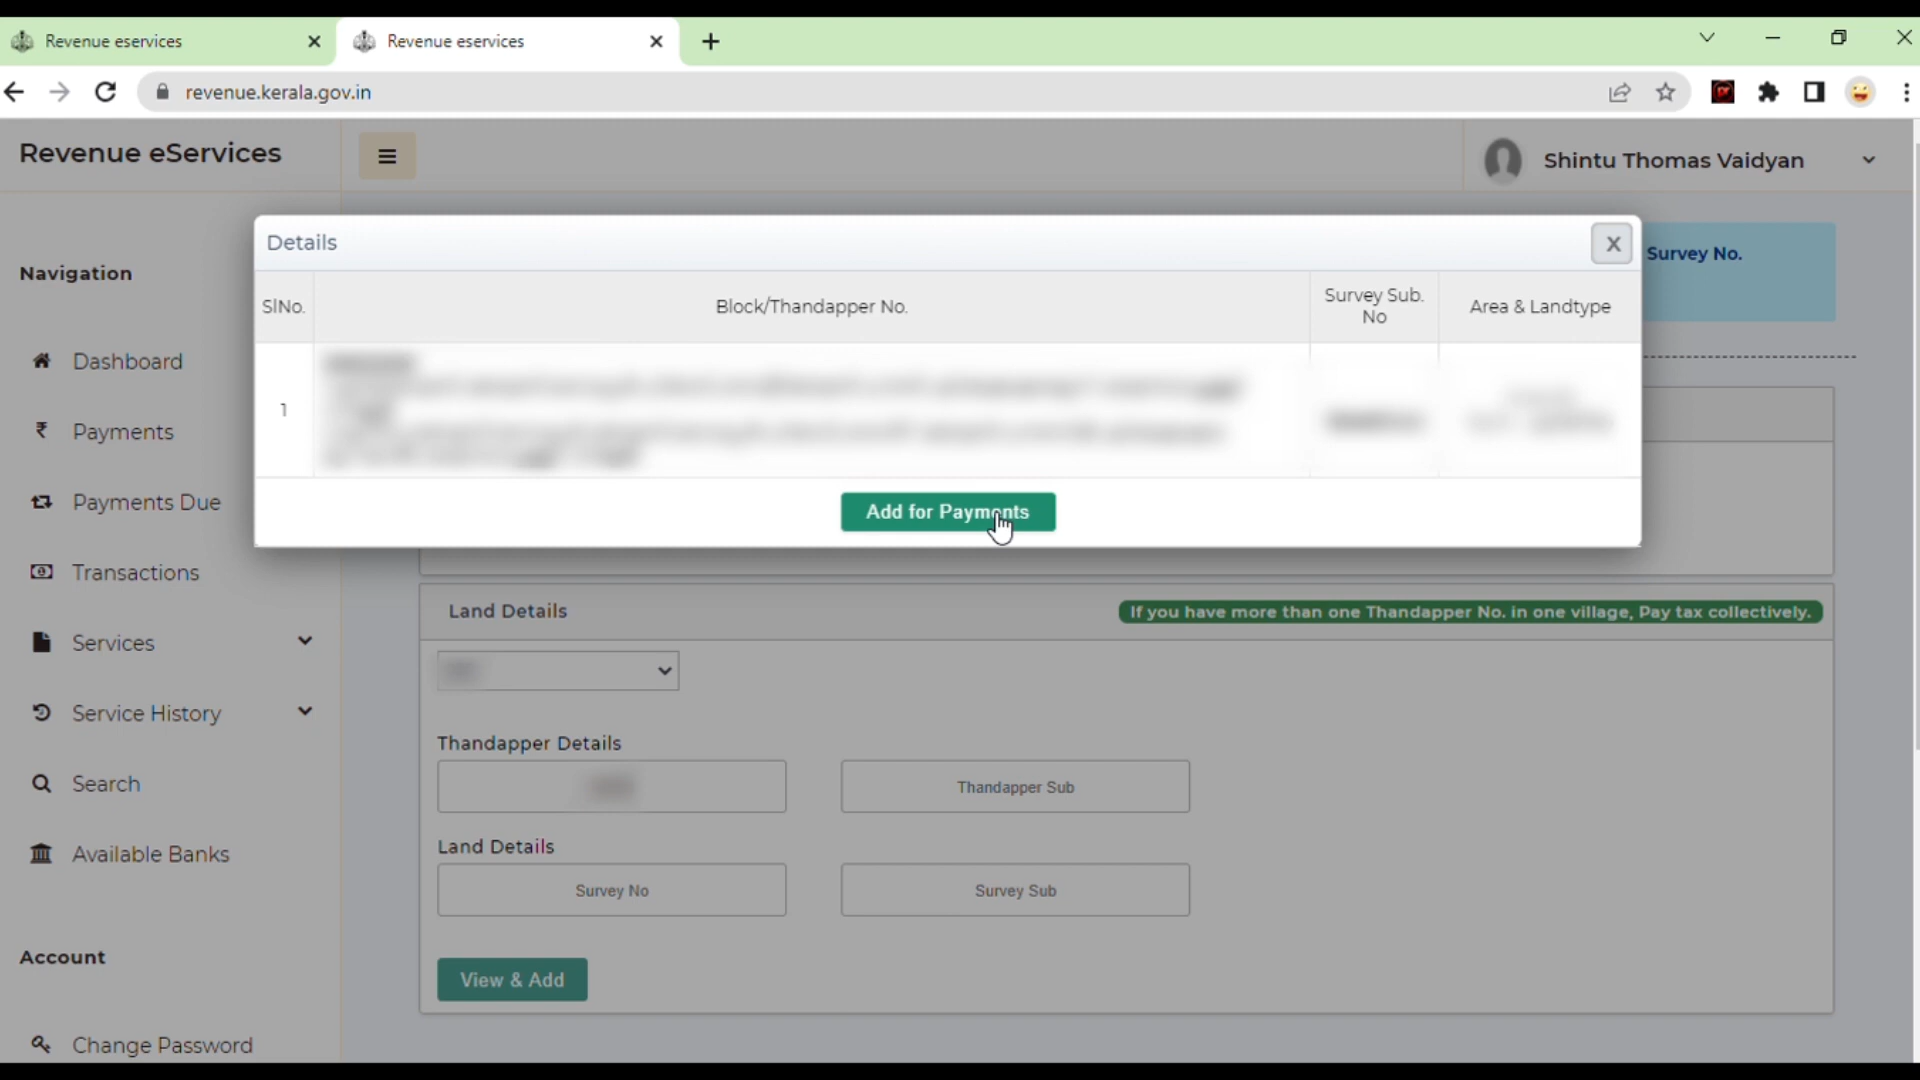 Revenue eservices
Revenue eservices
revenue.kerala.gov.in
Revenue eServices
Shintu Thomas Vaidyan
Details
X
Survey No.
Navigation
SlNo.
Block/Thandapper No.
Survey Sub.
No
Area & Landtype
Dashboard
1
Payments
Payments Due
Add for Payments
Transactions
Land Details
If you have more than one Thandapper No. in one village, Pay tax collectively.
Services
Service History
Thandapper Details
Search
Thandapper Sub
Land Details
Available Banks
Survey No
Survey Sub
Account
View & Add
Change Password